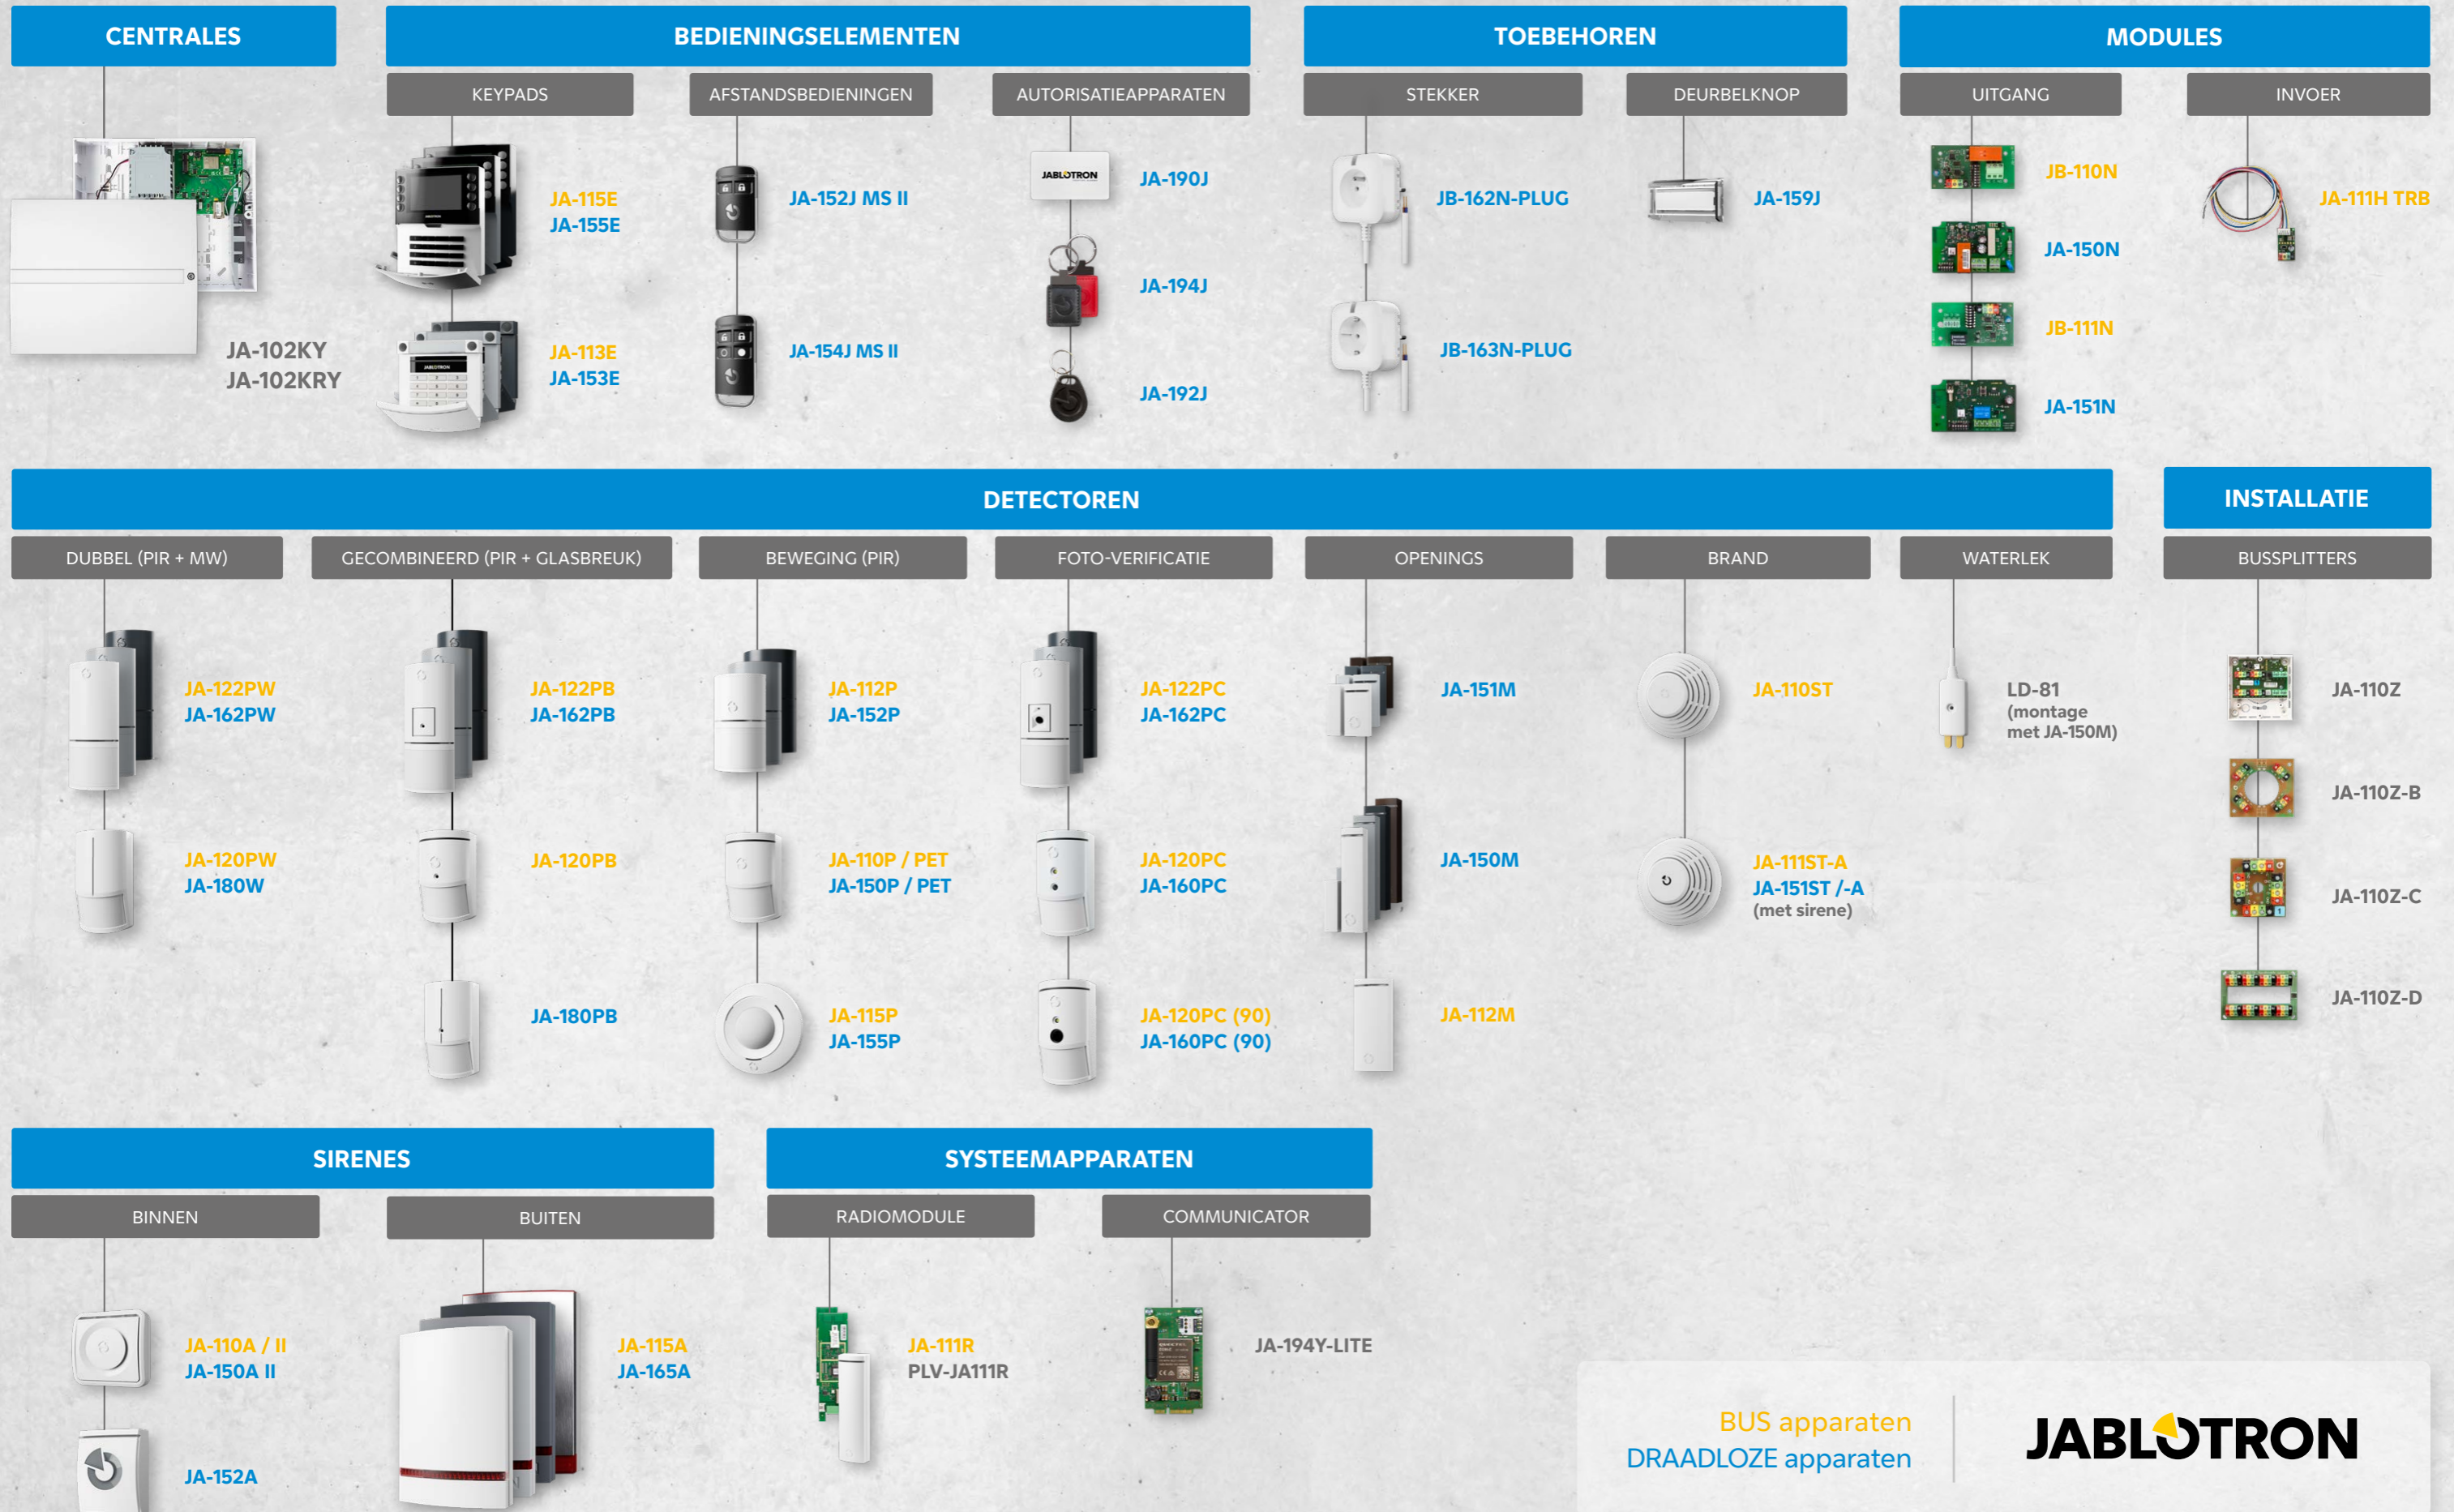 CENTRALES
JA-102KY
JA-102KRY
BEDIENINGSELEMENTEN
KEYPADS
JA-115E
JA-155E
JABLOTRON
JA-113E
JA-153E
AFSTANDSBEDIENINGEN
JA-152J MS II
JA-154J MS II
AUTORISATIEAPPARATEN
JABLOTRON
JA-190J
JA-194J
JA-192J
TOEBEHOREN
STEKKER
JB-162N-PLUG
JB-163N-PLUG
DEURBELKNOP
JA-159J
MODULES
UITGANG
JB-110N
JA-150N
JB-111N
JA-151N
INVOER
JA-111H TRB
DETECTOREN
DUBBEL (PIR + MW)
JA-122PW
JA-162PW
JA-120PW
JA-180W
GECOMBINEERD (PIR + GLASBREUK)
JA-122PB
JA-162PB
JA-120PB
JA-180PB
BEWEGING (PIR)
JA-112P
JA-152P
JA-110P / PET
JA-150P / PET
JA-115P
JA-155P
FOTO-VERIFICATIE
JA-122PC
JA-162PC
JA-120PC
JA-160PC
JA-120PC (90)
JA-160PC (90)
OPENINGS
JA-151M
JA-150M
JA-112M
BRAND
JA-110ST
JA-111ST-A
JA-151ST /-A
(met sirene)
WATERLEK
LD-81
(montage
met JA-150M)
INSTALLATIE
BUSSPLITTERS
JA-110Z
JA-110Z-B
JA-110Z-C
JA-110Z-D
SIRENES
BINNEN
JA-110A / II
JA-150A II
JA-152A
BUITEN
JA-115A
JA-165A
SYSTEEMAPPARATEN
RADIOMODULE
JA-111R
PLV-JA111R
COMMUNICATOR
JA-194Y-LITE
BUS apparaten
DRAADLOZE apparaten
JABLOTRON